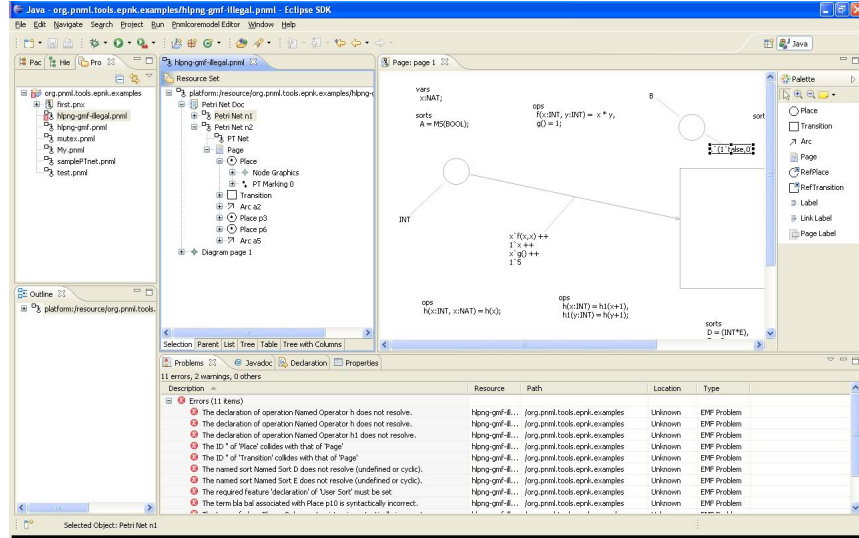 Java - org.pnml.tools.epnk.examples/hlpng-gmf-illegal.pnml - Eclipse SDK
File Edit Navigate Search Project Run Pnmlcoremodel Editor Window Help
Java
Pac Hie Pro
org.pnml.tools.epnk.examples
first.pnx
hlpng-gmf-illegal.pnml
hlpng-gmf.pnml
mutex.pnml
My.pnml
samplePTnet.pnml
test.pnml
Outline
platform:/resource/org.pnml.tools.
hlpng-gmf-illegal.pnml
Resource Set
platform:/resource/org.pnml.tools.epnk.examples/hlpng-
Petri Net Doc
Petri Net n1
Petri Net n2
PT Net
Page
Place
Node Graphics
PT Marking 0
Transition
Arc a2
Place p3
Place p6
Arc a5
Diagram page 1
Selection Parent List Tree Table Tree with Columns
Page: page 1
vars
x:NAT;
sorts
A = MS(BOOL);
ops
f(x:INT, y:INT) = x * y,
g() = 1;
B
sort
INT
x`f(x,x) ++
1`x ++
x`g() ++
1`5
ops
h(x:INT, x:NAT) = h(x);
ops
h(x:INT) = h1(x+1),
h1(y:INT) = h(y+1);
sorts
D = (INT*E),
Palette
Place
Transition
Arc
Page
RefPlace
RefTransition
Label
Link Label
Page Label
Problems Javadoc Declaration Properties
11 errors, 2 warnings, 0 others
Description Resource Path Location Type
Errors (11 items)
The declaration of operation Named Operator h does not resolve. hlpng-gmf-ill... /org.pnml.tools.epnk.examples Unknown EMF Problem
The declaration of operation Named Operator h does not resolve. hlpng-gmf-ill... /org.pnml.tools.epnk.examples Unknown EMF Problem
The declaration of operation Named Operator h1 does not resolve. hlpng-gmf-ill... /org.pnml.tools.epnk.examples Unknown EMF Problem
The ID '' of 'Place' collides with that of 'Page' hlpng-gmf-ill... /org.pnml.tools.epnk.examples Unknown EMF Problem
The ID '' of 'Transition' collides with that of 'Page' hlpng-gmf-ill... /org.pnml.tools.epnk.examples Unknown EMF Problem
The named sort Named Sort D does not resolve (undefined or cyclic). hlpng-gmf-ill... /org.pnml.tools.epnk.examples Unknown EMF Problem
The named sort Named Sort E does not resolve (undefined or cyclic). hlpng-gmf-ill... /org.pnml.tools.epnk.examples Unknown EMF Problem
The required feature 'declaration' of 'User Sort' must be set hlpng-gmf-ill... /org.pnml.tools.epnk.examples Unknown EMF Problem
The term bla bal associated with Place p10 is syntactically incorrect. hlpng-gmf-ill... /org.pnml.tools.epnk.examples Unknown EMF Problem
Selected Object: Petri Net n1